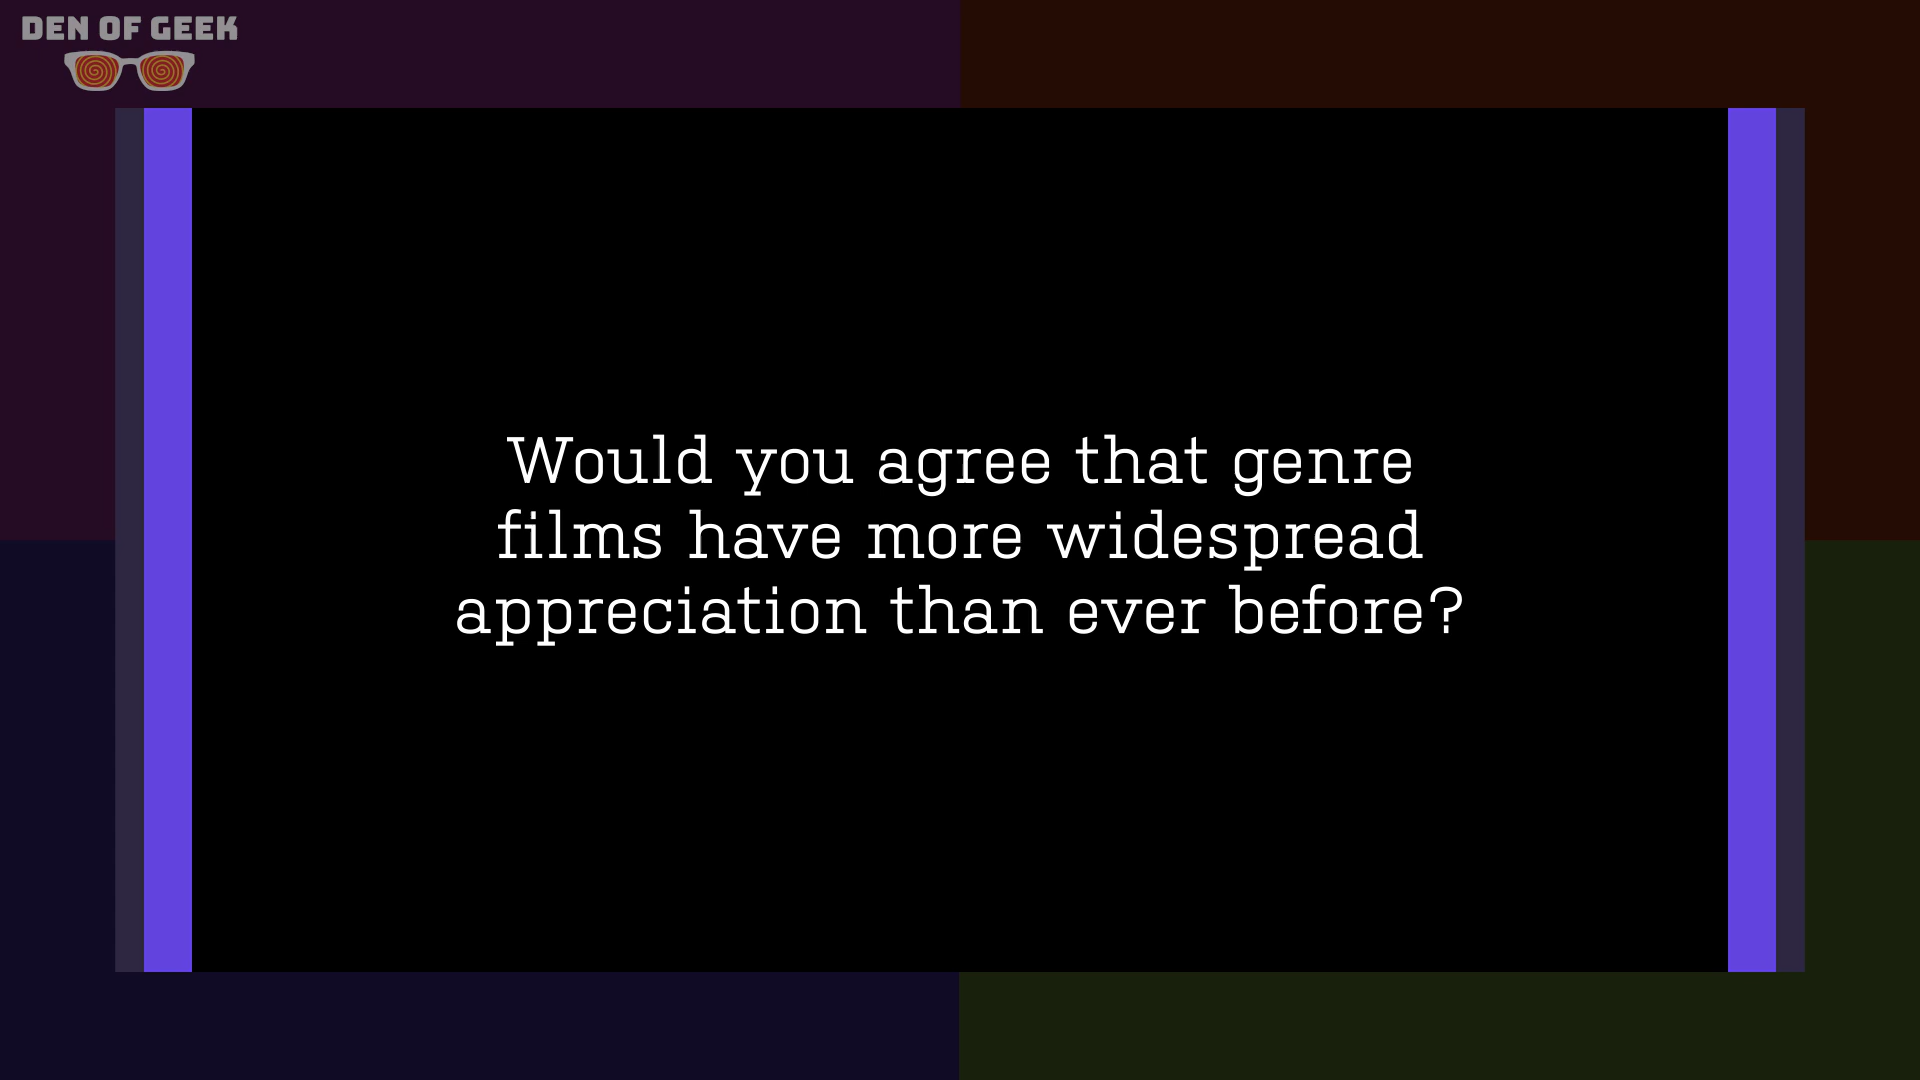 DEN OF GEEK
Would you agree that genre
films have more widespread
appreciation than ever before?